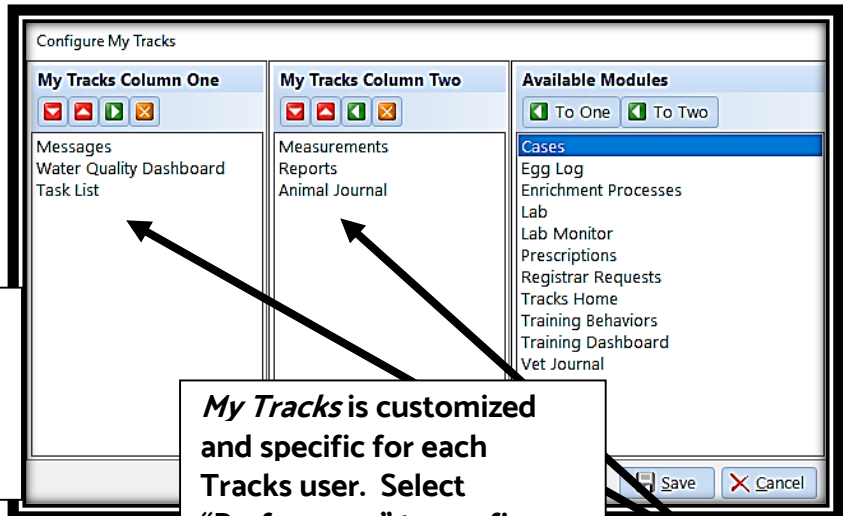 Configure My Tracks
My Tracks Column One
Messages
Water Quality Dashboard
Task List
My Tracks Column Two
Measurements
Reports
Animal Journal
Available Modules
To One To Two
Cases
Egg Log
Enrichment Processes
Lab
Lab Monitor
Prescriptions
Registrar Requests
Tracks Home
Training Behaviors
Training Dashboard
Vet Journal
My Tracks is customized
and specific for each
Tracks user. Select
Save Cancel